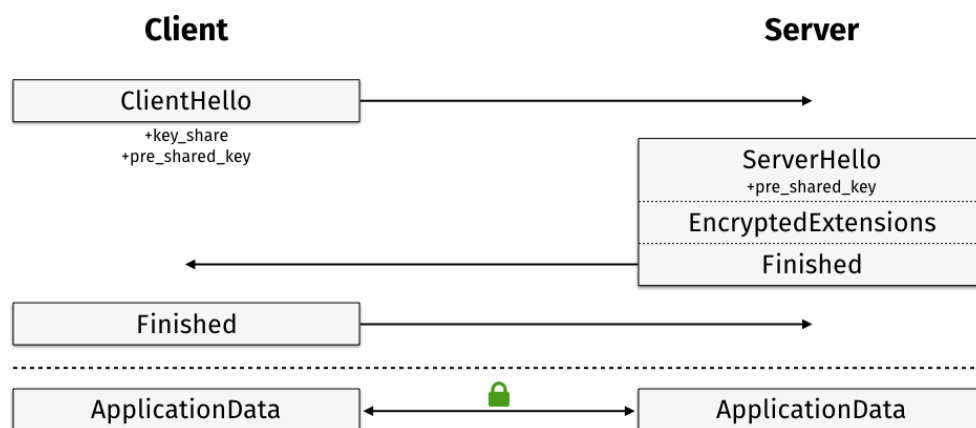 Client
Server
ClientHello
+key_share
+pre_shared_key
ServerHello
+pre_shared_key
EncryptedExtensions
Finished
Finished
ApplicationData
ApplicationData